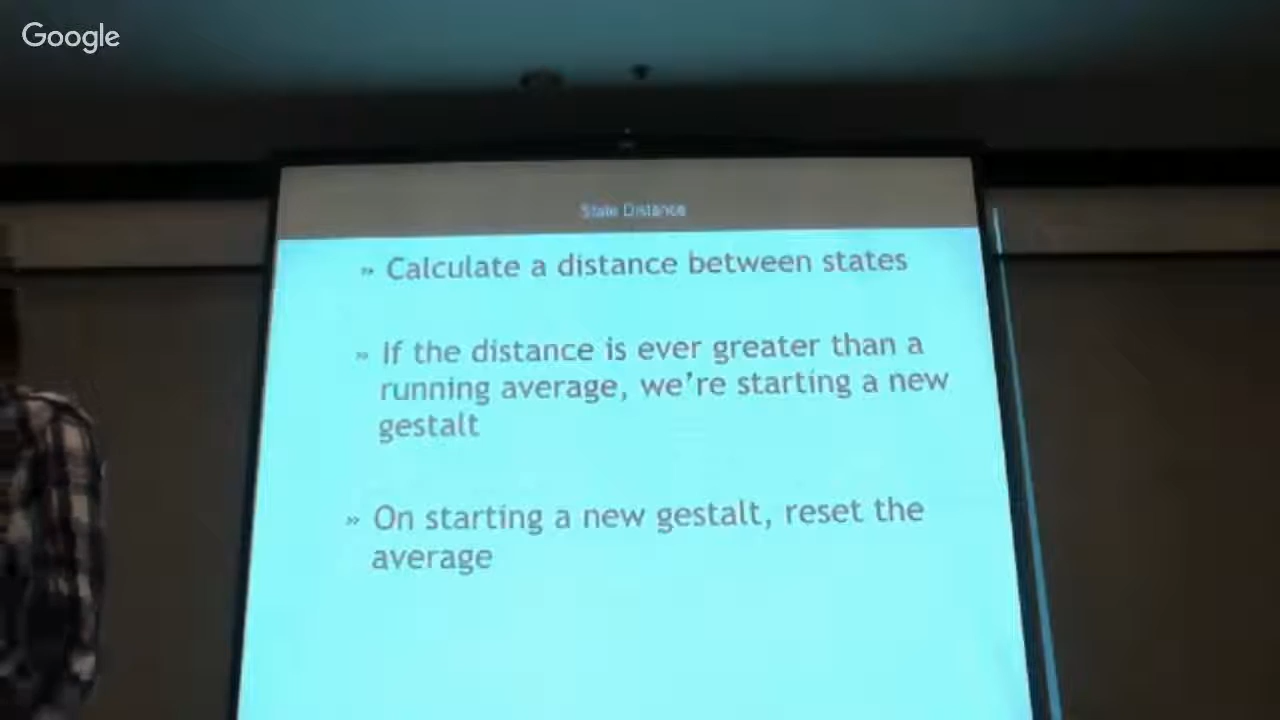 Google
State Distance
» Calculate a distance between states
» If the distance is ever greater than a
running average, we're starting a new
gestalt
» On starting a new gestalt, reset the
average